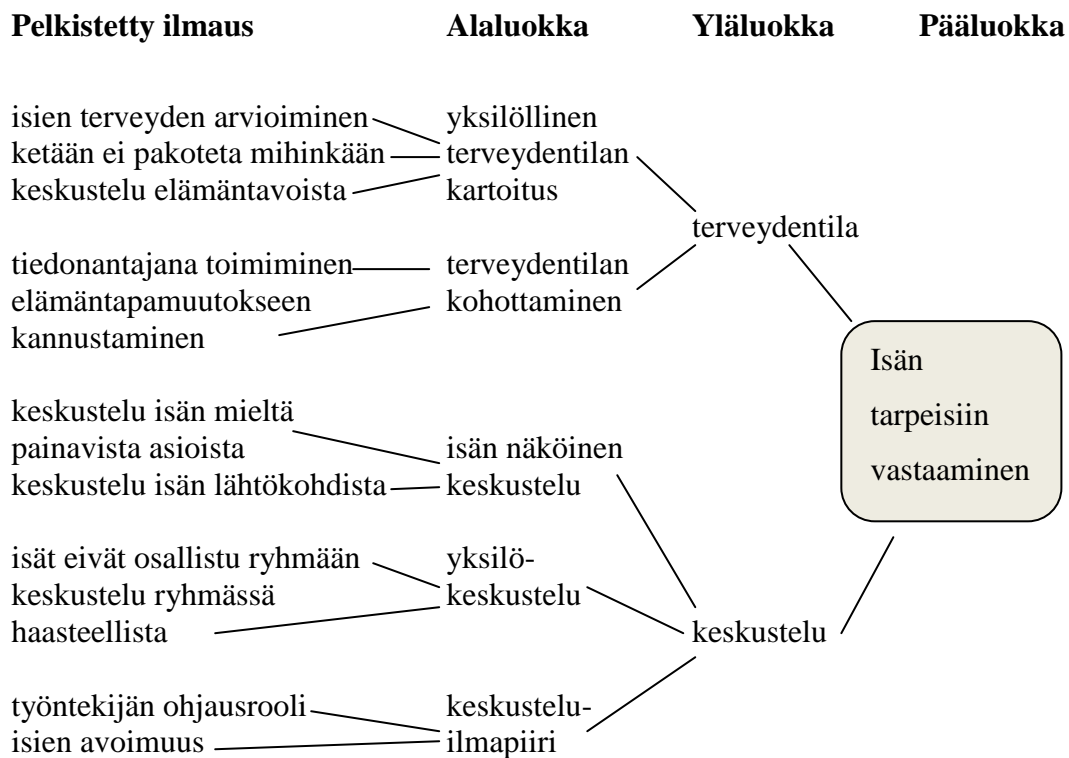 Pelkistetty ilmaus Alaluokka Yläluokka Pääluokka
isien terveyden arvioiminen yksilöllinen
ketään ei pakoteta mihinkään terveydentilan
keskustelu elämäntavoista kartoitus
terveydentila
tiedonantajana toimiminen terveydentilan
elämäntapamuutokseen kohottaminen
kannustaminen
Isän
tarpeisiin
vastaaminen
keskustelu isän mieltä
painavista asioista isän näköinen
keskustelu isän lähtökohdista keskustelu
isät eivät osallistu ryhmään yksilö-
keskustelu ryhmässä keskustelu
haasteellista keskustelu
työntekijän ohjausrooli keskustelu-
isien avoimuus ilmapiiri